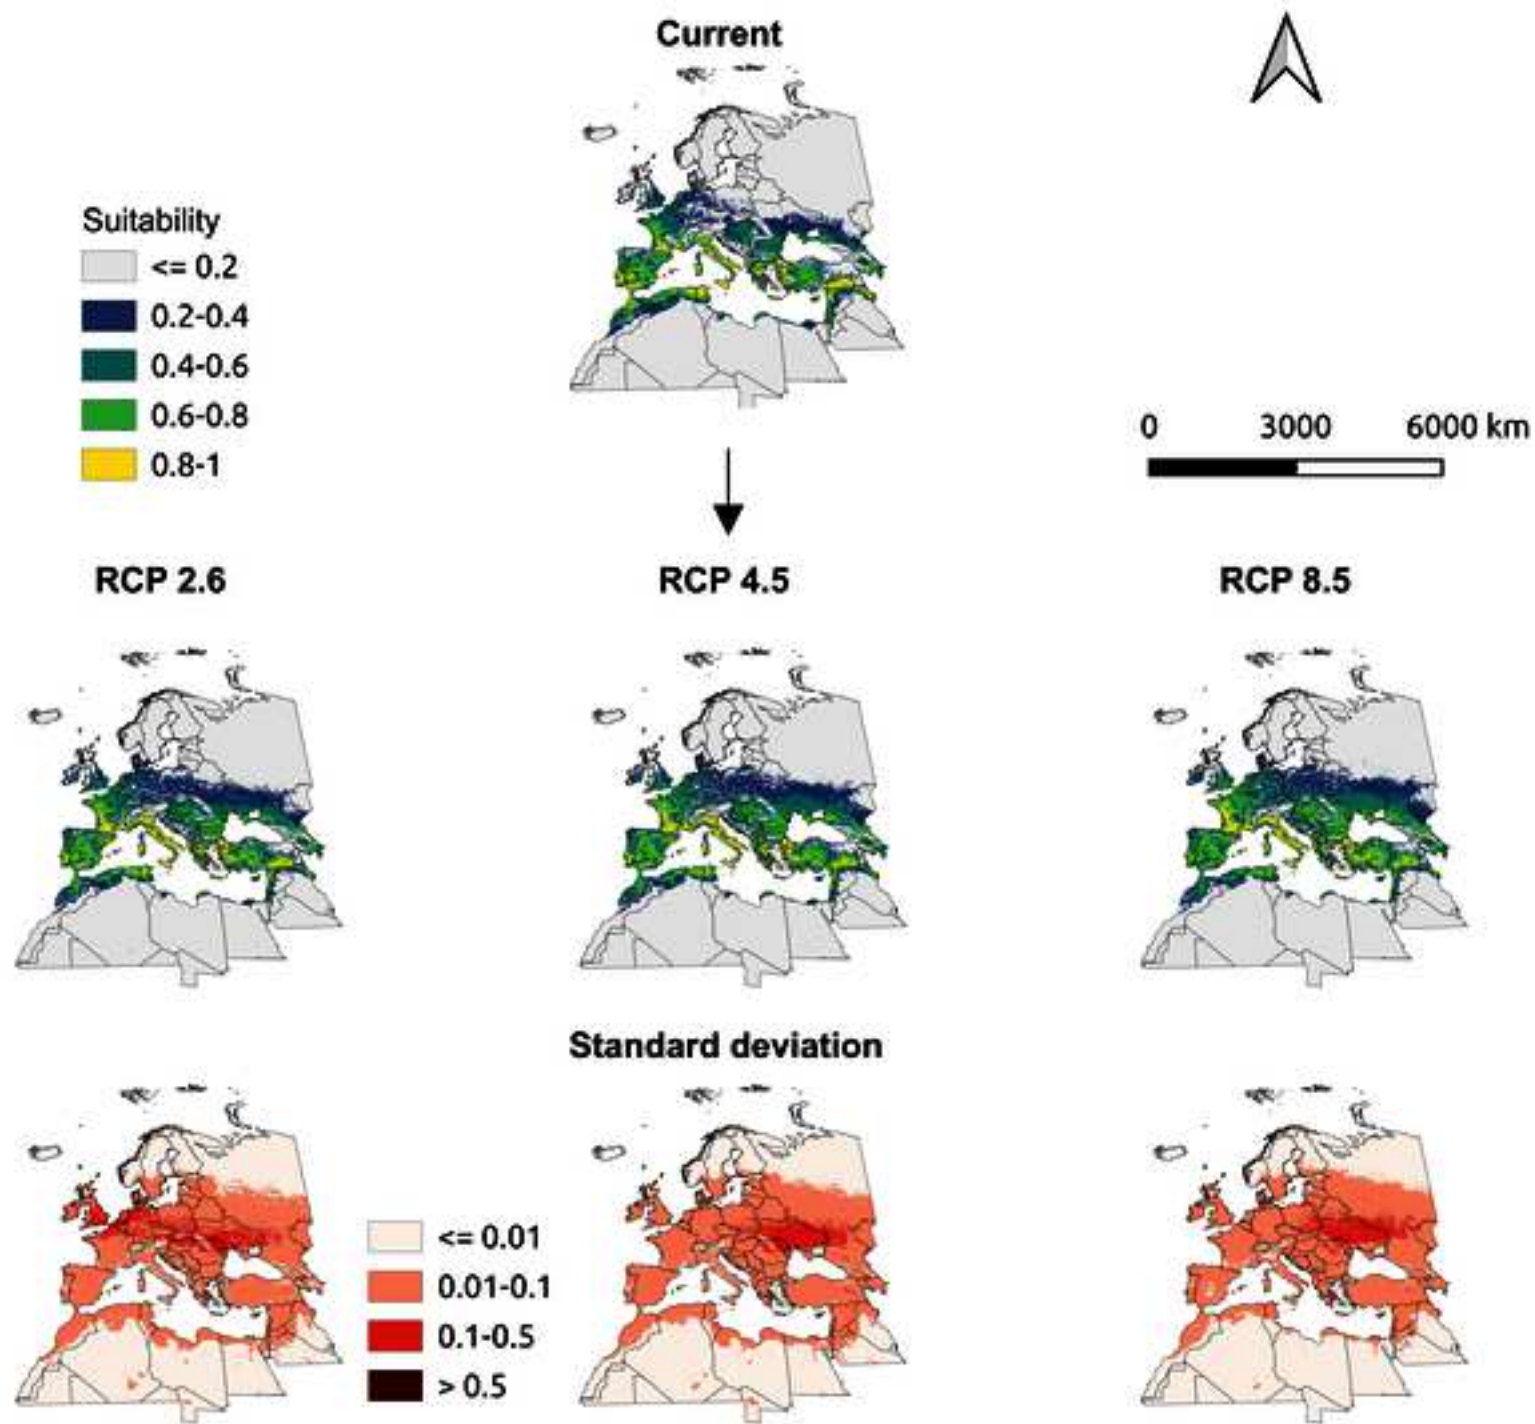 Current
Suitability
<= 0.2
0.2-0.4
0.4-0.6
0.6-0.8
0.8-1
0 3000 6000 km
RCP 2.6 RCP 4.5 RCP 8.5
Standard deviation
<= 0.01
0.01-0.1
0.1-0.5
> 0.5